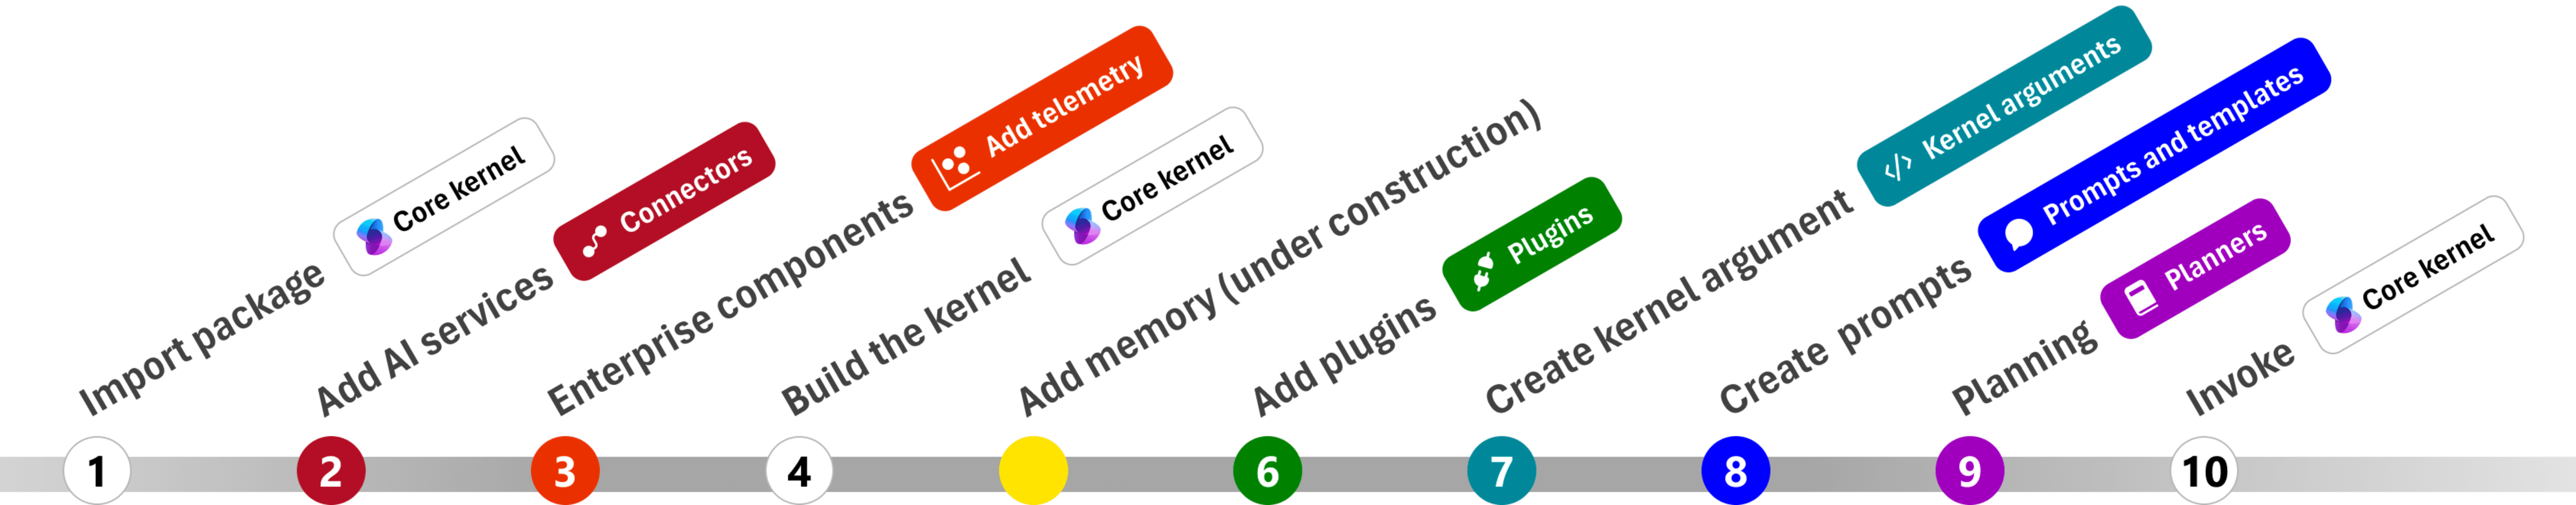 Import package
Core kernel
Add AI services
Connectors
Enterprise components
Add telemetry
Build the kernel
Core kernel
Add memory (under construction)
Add plugins
Plugins
Create kernel argument
Kernel arguments
Create prompts
Prompts and templates
Planning
Planners
Invoke
Core kernel
1
2
3
4
6
7
8
9
10